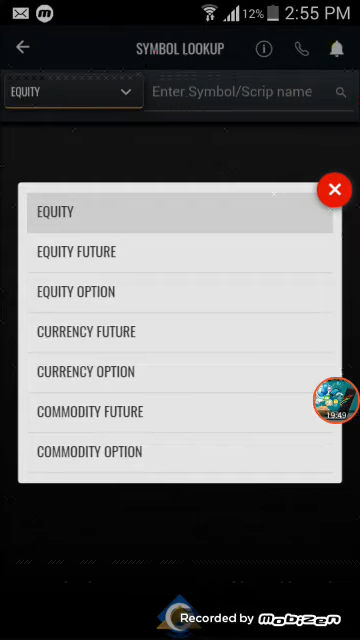 12% 2:55 PM
SYMBOL LOOKUP
EQUITY
Enter Symbol/Scrip name
EQUITY
EQUITY FUTURE
EQUITY OPTION
CURRENCY FUTURE
CURRENCY OPTION
COMMODITY FUTURE
COMMODITY OPTION
19:49
Recorded by MOBIZEN